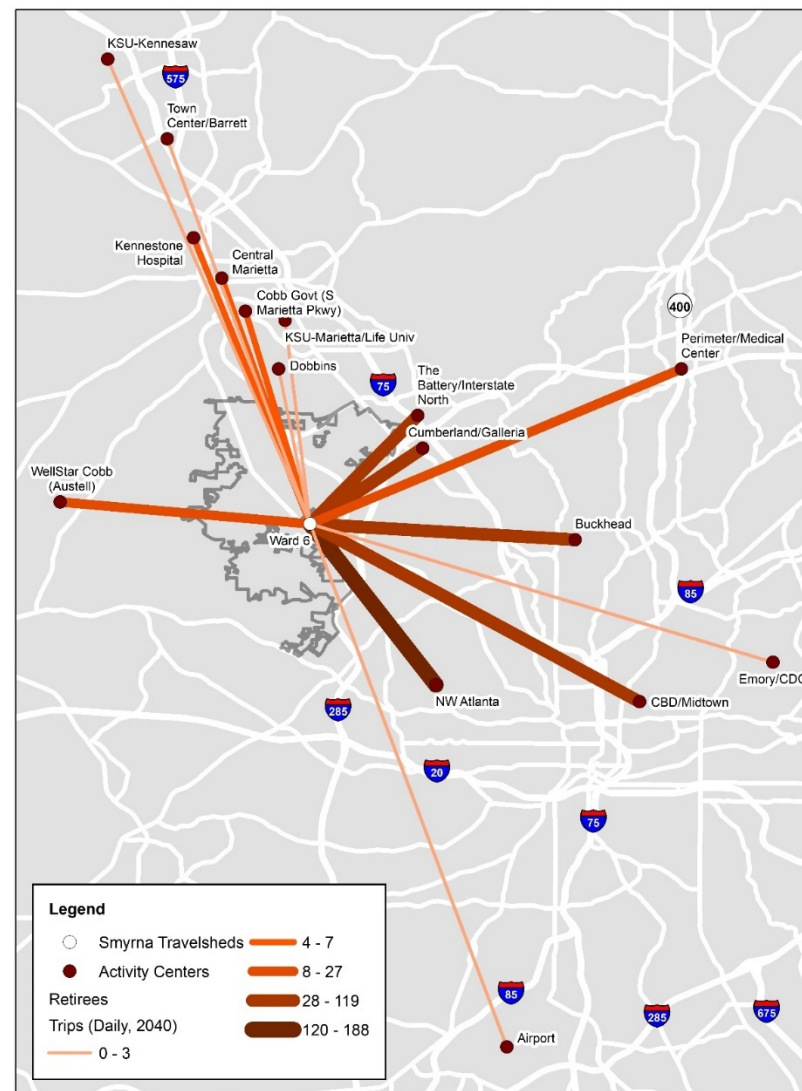 KSU-Kennesaw
575
Town
Center/Barrett
Kennestone
Hospital
Central
Marietta
Cobb Govt (S
Marietta Pkwy)
KSU-Marietta/Life Univ
400
Perimeter/Medical
Center
Dobbins
The
Battery/Interstate
North
75
Cumberland/Galleria
WellStar Cobb
(Austell)
Ward 6
Buckhead
85
Emory/CDC
NW Atlanta
CBD/Midtown
285
20
75
Legend
Smyrna Travelsheds
Activity Centers
Retirees
Trips (Daily, 2040)
0 - 3
4 - 7
8 - 27
28 - 119
120 - 188
85
285
675
Airport